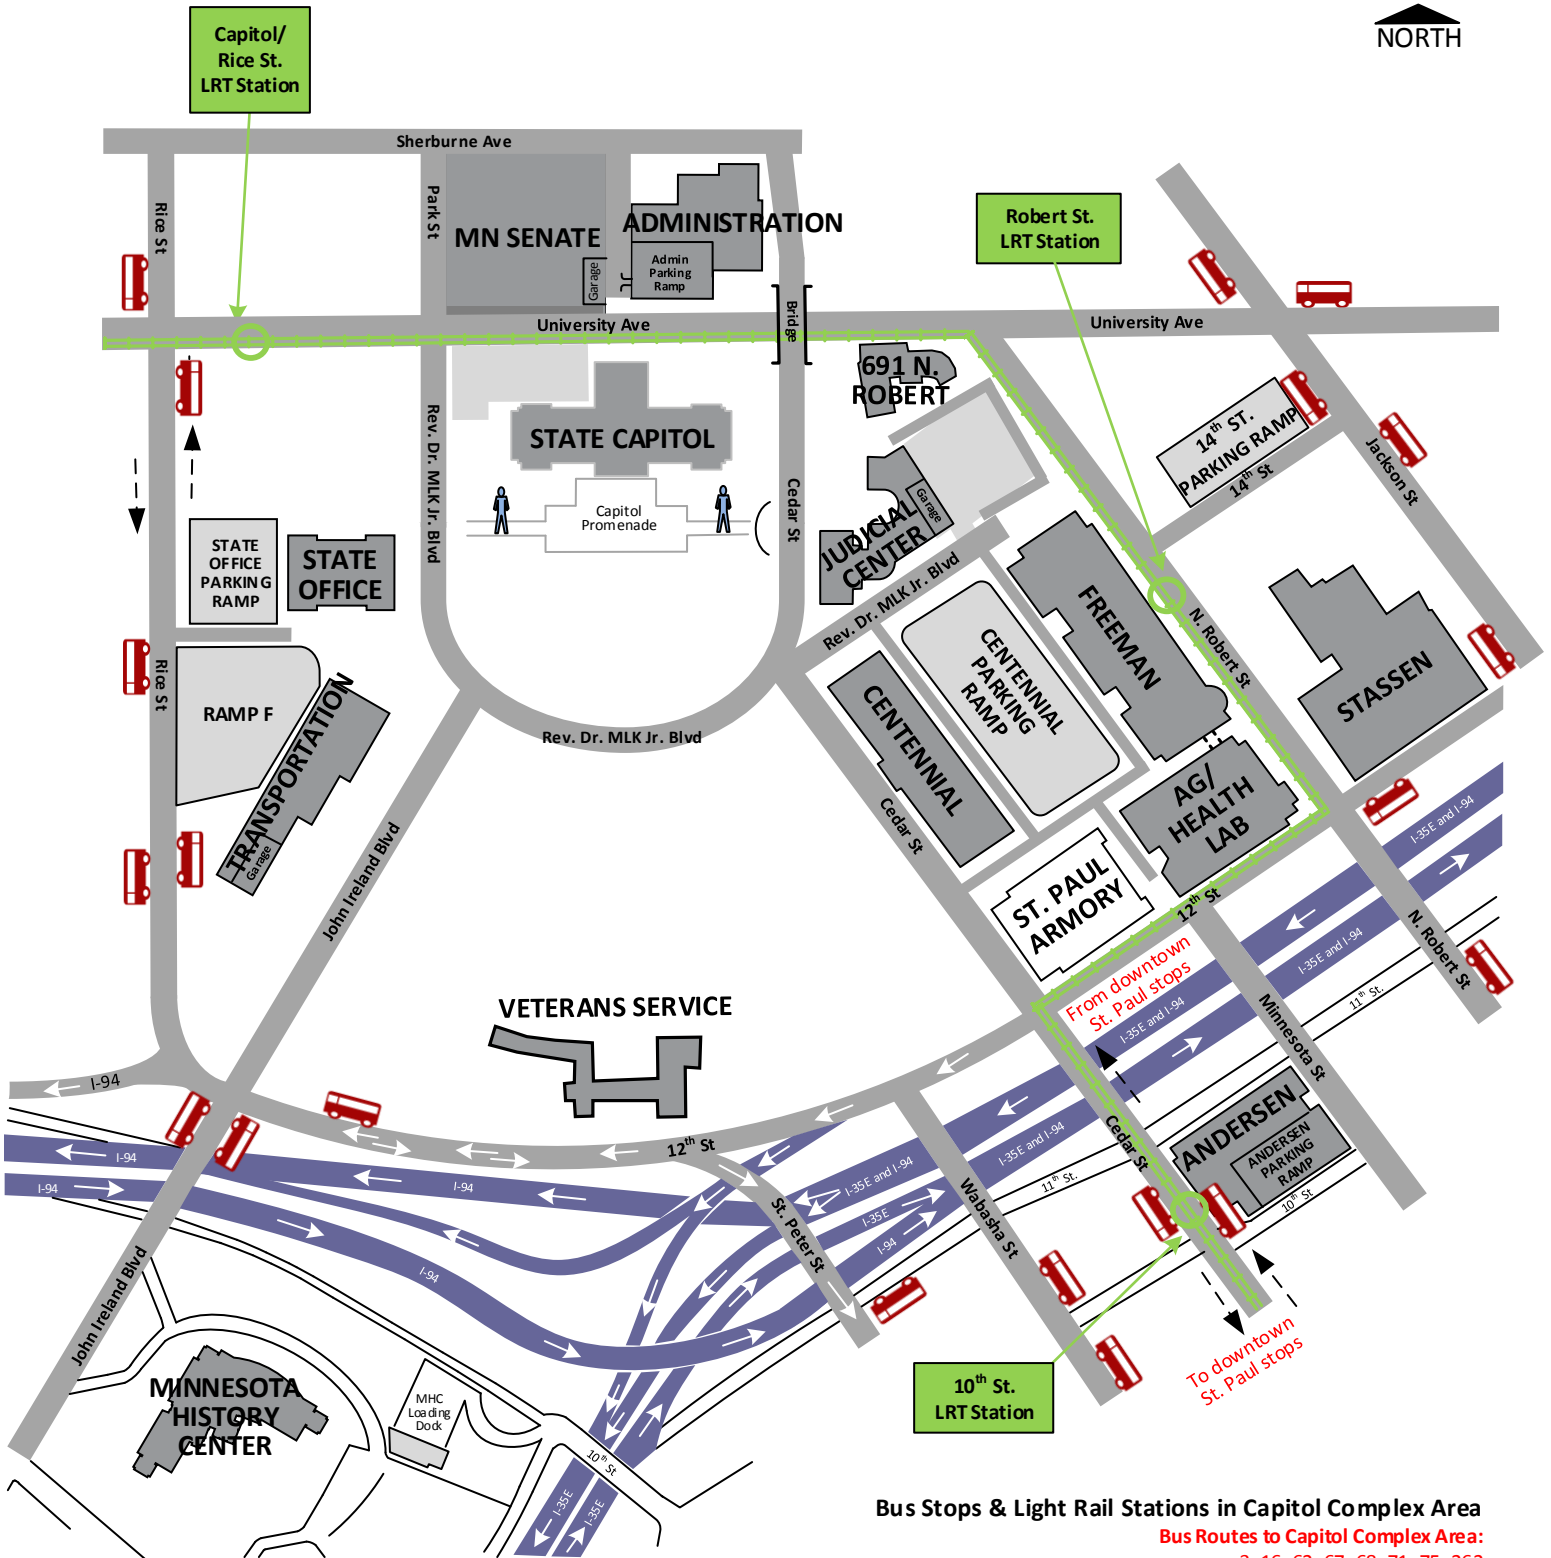 Capitol/
Rice St.
LRT Station
NORTH
Sherburne Ave
Rice St
Park St
MN SENATE
ADMINISTRATION
Garage
Admin
Parking
Ramp
Robert St.
LRT Station
University Ave
Bridge
University Ave
691 N.
ROBERT
Rev. Dr. MLK Jr. Blvd
STATE CAPITOL
Capitol
Promenade
Cedar St
14th ST.
PARKING RAMP
14th St
Jackson St
Garage
JUDICIAL
CENTER
Rev. Dr. MLK Jr. Blvd
STATE
OFFICE
PARKING
RAMP
STATE
OFFICE
FREEMAN
N. Robert St
CENTENNIAL
PARKING
RAMP
STASSEN
Rice St
RAMP F
TRANSPORTATION
Garage
Rev. Dr. MLK Jr. Blvd
CENTENNIAL
Cedar St
AG/
HEALTH
LAB
John Ireland Blvd
ST. PAUL
ARMORY
12th St
I-35E and I-94
I-35E and I-94
N. Robert St
From downtown
St. Paul stops
I-35E and I-94
11th St.
Minnesota St
VETERANS SERVICE
I-94
12th St
I-94
I-94
I-94
I-35E and I-94
I-35E and I-94
Cedar St
ANDERSEN
ANDERSEN
PARKING
RAMP
11th St.
10th St
Wabasha St
St. Peter St
I-35E
I-94
I-94
John Ireland Blvd
To downtown
St. Paul stops
MINNESOTA
HISTORY
CENTER
MHC
Loading
Dock
10th St.
LRT Station
10th St
I-35E
I-35E
Bus Stops & Light Rail Stations in Capitol Complex Area
Bus Routes to Capitol Complex Area:
3, 16, 62, 67, 68, 71, 75, 262